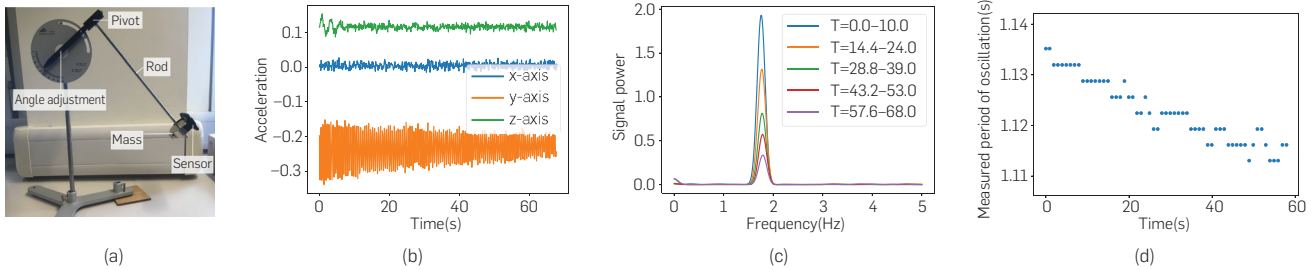 Pivot
Rod
Angle adjustment
Mass
Sensor
(a)
Acceleration
0.1
0.0
−0.1
−0.2
−0.3
x-axis
y-axis
z-axis
0 20 40 60
Time(s)
(b)
Signal power
2.0
1.5
1.0
0.5
0.0
T=0.0–10.0
T=14.4–24.0
T=28.8–39.0
T=43.2–53.0
T=57.6–68.0
0 1 2 3 4 5
Frequency(Hz)
(c)
Measured period of oscillation(s)
1.14
1.13
1.12
1.11
0 20 40 60
Time(s)
(d)